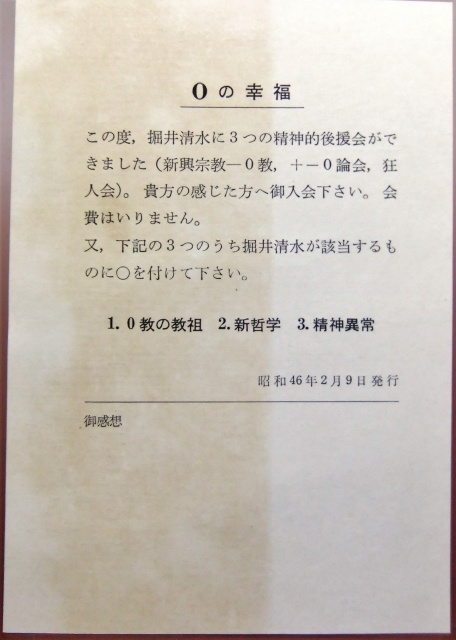 0の幸福
この度，掘井清水に３つの精神的後援会がで
きました（新興宗教―０教，＋－０論会，狂
人会）。貴方の感じた方へ御入会下さい。会
費はいりません。
又，下記の３つのうち掘井清水が該当するも
のに○を付けて下さい。
1. 0教の教祖 2. 新哲学 3. 精神異常
昭和46年2月9日発行
御感想